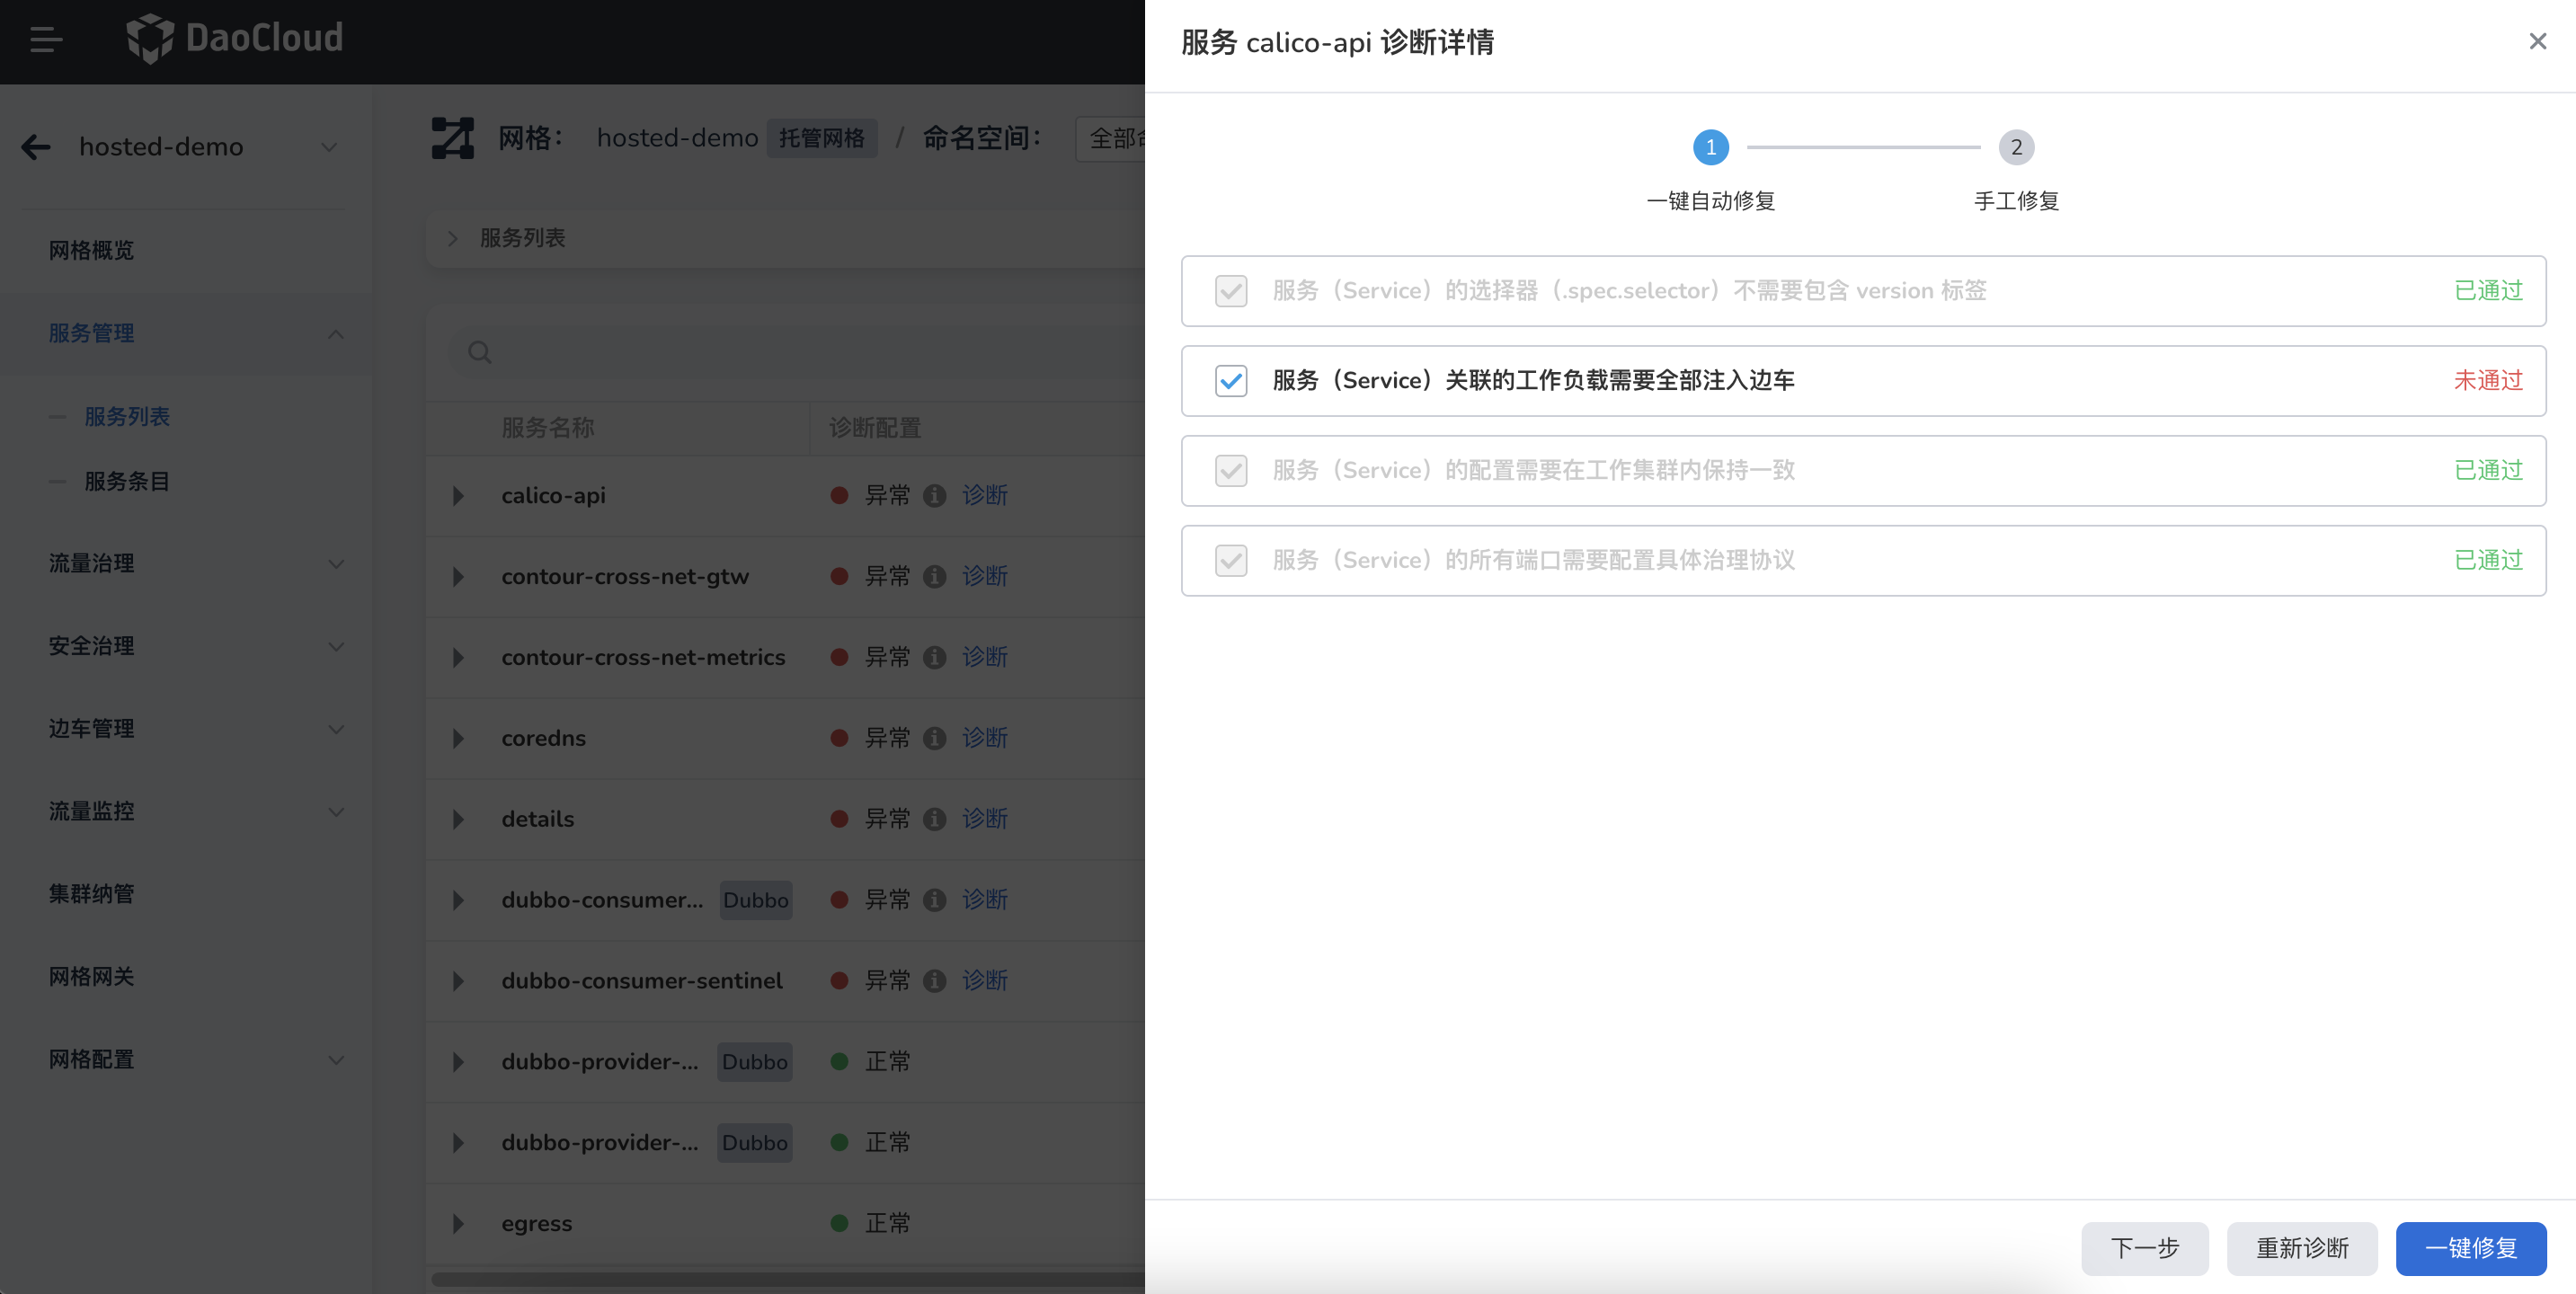 DaoCloud
hosted-demo
网格概览
服务管理
服务列表
服务条目
流量治理
安全治理
边车管理
流量监控
集群纳管
网格网关
网格配置
网格： hosted-demo 托管网格 / 命名空间： 全部
服务列表
服务名称 诊断配置
calico-api 异常 诊断
contour-cross-net-gtw 异常 诊断
contour-cross-net-metrics 异常 诊断
coredns 异常 诊断
details 异常 诊断
dubbo-consumer... Dubbo 异常 诊断
dubbo-consumer-sentinel 异常 诊断
dubbo-provider-... Dubbo 正常
dubbo-provider-... Dubbo 正常
egress 正常
服务 calico-api 诊断详情
1 2
一键自动修复 手工修复
服务（Service）的选择器（.spec.selector）不需要包含 version 标签 已通过
服务（Service）关联的工作负载需要全部注入边车 未通过
服务（Service）的配置需要在工作集群内保持一致 已通过
服务（Service）的所有端口需要配置具体治理协议 已通过
下一步 重新诊断 一键修复